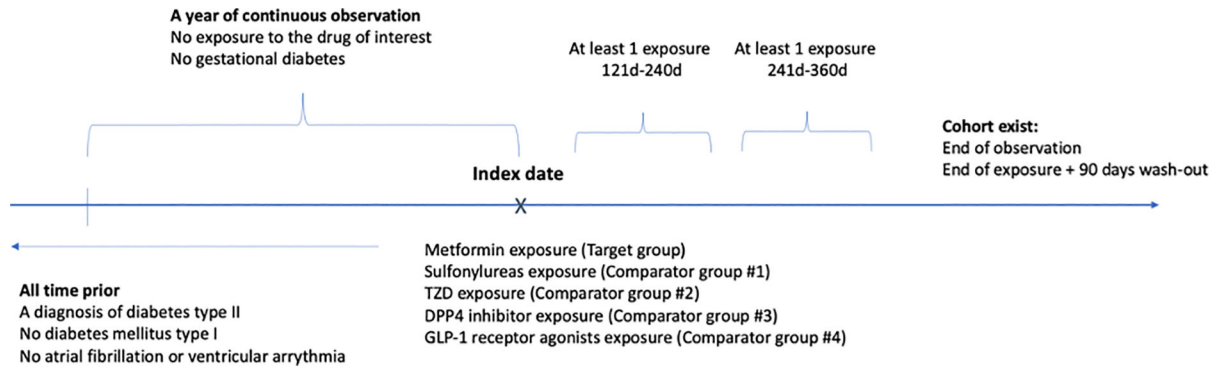 A year of continuous observation
No exposure to the drug of interest
No gestational diabetes
At least 1 exposure
121d-240d
At least 1 exposure
241d-360d
Cohort exist:
End of observation
End of exposure + 90 days wash-out
Index date
X
All time prior
A diagnosis of diabetes type II
No diabetes mellitus type I
No atrial fibrillation or ventricular arrythmia
Metformin exposure (Target group)
Sulfonylureas exposure (Comparator group #1)
TZD exposure (Comparator group #2)
DPP4 inhibitor exposure (Comparator group #3)
GLP-1 receptor agonists exposure (Comparator group #4)